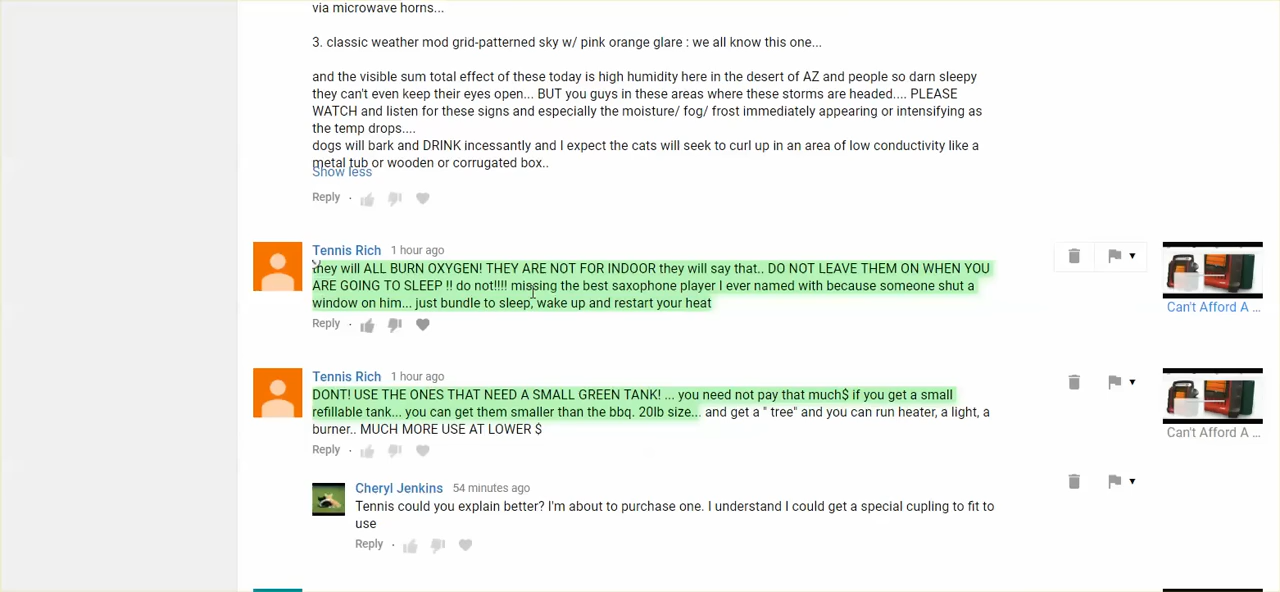 via microwave horns...
3. classic weather mod grid-patterned sky w/ pink orange glare : we all know this one...
and the visible sum total effect of these today is high humidity here in the desert of AZ and people so darn sleepy
they can't even keep their eyes open... BUT you guys in these areas where these storms are headed.... PLEASE
WATCH and listen for these signs and especially the moisture/ fog/ frost immediately appearing or intensifying as
the temp drops....
dogs will bark and DRINK incessantly and I expect the cats will seek to curl up in an area of low conductivity like a
metal tub or wooden or corrugated box..
Show less
Reply ·
Tennis Rich 1 hour ago
they will ALL BURN OXYGEN! THEY ARE NOT FOR INDOOR they will say that.. DO NOT LEAVE THEM ON WHEN YOU
ARE GOING TO SLEEP !! do not!!!! missing the best saxophone player I ever named with because someone shut a
window on him... just bundle to sleep, wake up and restart your heat
Can't Afford A ...
Reply ·
Tennis Rich 1 hour ago
DONT! USE THE ONES THAT NEED A SMALL GREEN TANK! ... you need not pay that much$ if you get a small
refillable tank... you can get them smaller than the bbq. 20lb size... and get a " tree" and you can run heater, a light, a
burner.. MUCH MORE USE AT LOWER $
Can't Afford A ...
Reply ·
Cheryl Jenkins 54 minutes ago
Tennis could you explain better? I'm about to purchase one. I understand I could get a special cupling to fit to
use
Reply ·